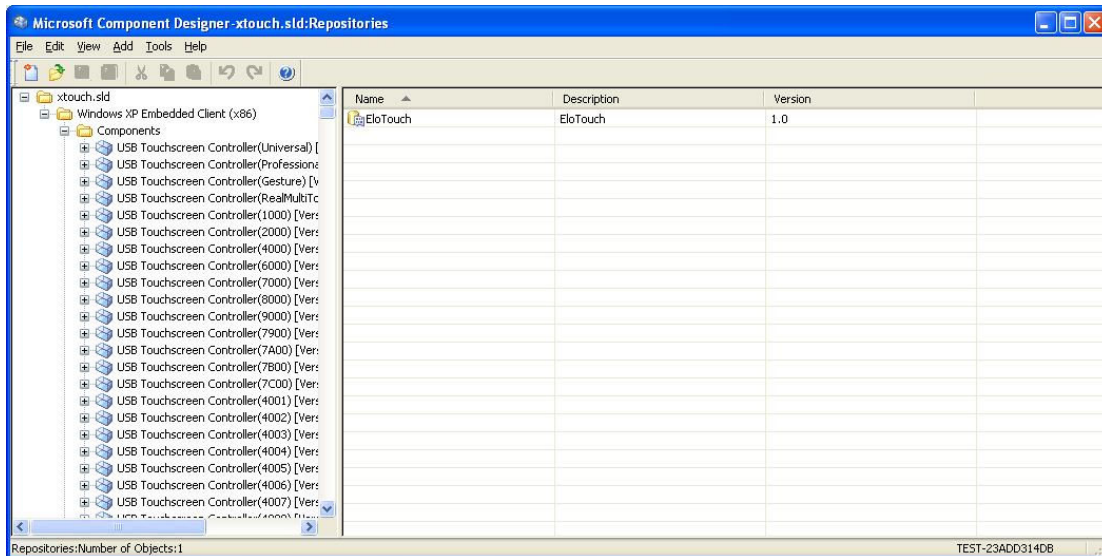 Microsoft Component Designer-xtouch.sld:Repositories
File Edit View Add Tools Help
xtouch.sld
Windows XP Embedded Client (x86)
Components
USB Touchscreen Controller(Universal) [
USB Touchscreen Controller(Professiona
USB Touchscreen Controller(Gesture) [V
USB Touchscreen Controller(RealMultiTo
USB Touchscreen Controller(1000) [Vers
USB Touchscreen Controller(2000) [Vers
USB Touchscreen Controller(4000) [Vers
USB Touchscreen Controller(6000) [Vers
USB Touchscreen Controller(7000) [Vers
USB Touchscreen Controller(8000) [Vers
USB Touchscreen Controller(9000) [Vers
USB Touchscreen Controller(7900) [Vers
USB Touchscreen Controller(7A00) [Vers
USB Touchscreen Controller(7B00) [Vers
USB Touchscreen Controller(7C00) [Vers
USB Touchscreen Controller(4001) [Vers
USB Touchscreen Controller(4002) [Vers
USB Touchscreen Controller(4003) [Vers
USB Touchscreen Controller(4004) [Vers
USB Touchscreen Controller(4005) [Vers
USB Touchscreen Controller(4006) [Vers
USB Touchscreen Controller(4007) [Vers
Name Description Version
EloTouch EloTouch 1.0
Repositories:Number of Objects:1 TEST-23ADD314DB